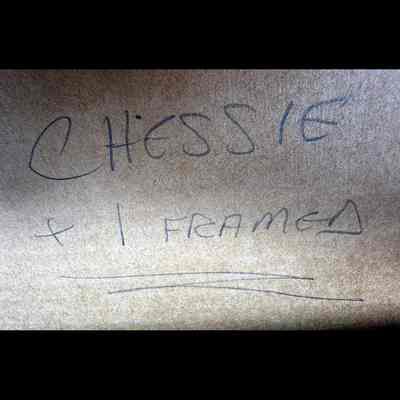 CHESSIE
+ 1 FRAMED